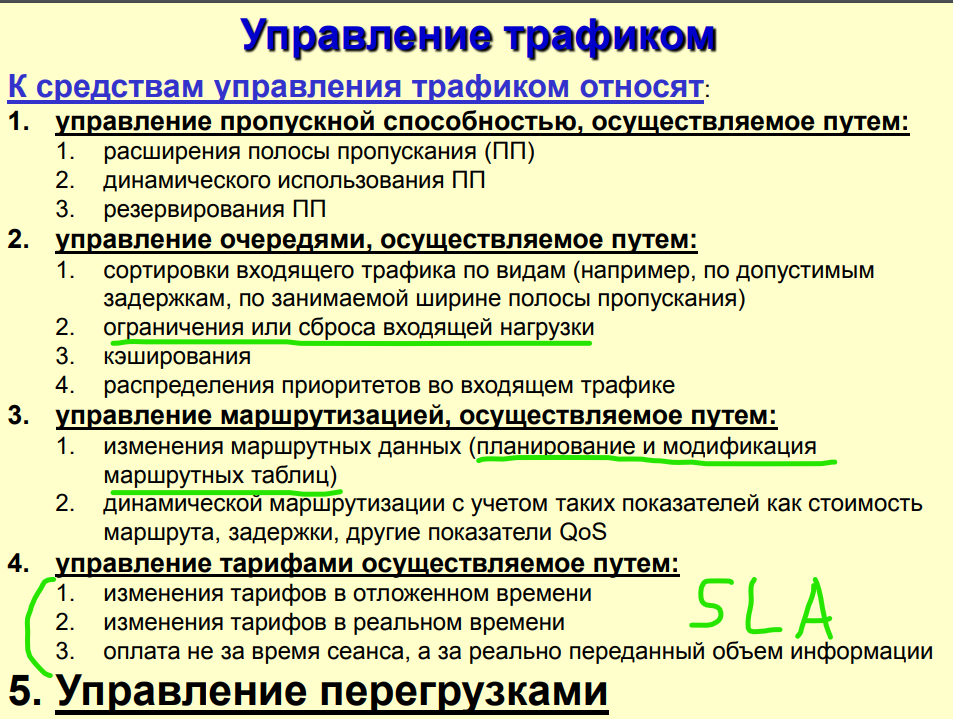 Управление трафиком
К средствам управления трафиком относят:
1. управление пропускной способностью, осуществляемое путем:
1. расширения полосы пропускания (ПП)
2. динамического использования ПП
3. резервирования ПП
2. управление очередями, осуществляемое путем:
1. сортировки входящего трафика по видам (например, по допустимым
задержкам, по занимаемой ширине полосы пропускания)
2. ограничения или сброса входящей нагрузки
3. кэширования
4. распределения приоритетов во входящем трафике
3. управление маршрутизацией, осуществляемое путем:
1. изменения маршрутных данных (планирование и модификация
маршрутных таблиц)
2. динамической маршрутизации с учетом таких показателей как стоимость
маршрута, задержки, другие показатели QoS
4. управление тарифами осуществляемое путем:
1. изменения тарифов в отложенном времени
2. изменения тарифов в реальном времени
SLA
3. оплата не за время сеанса, а за реально переданный объем информации
5. Управление перегрузками